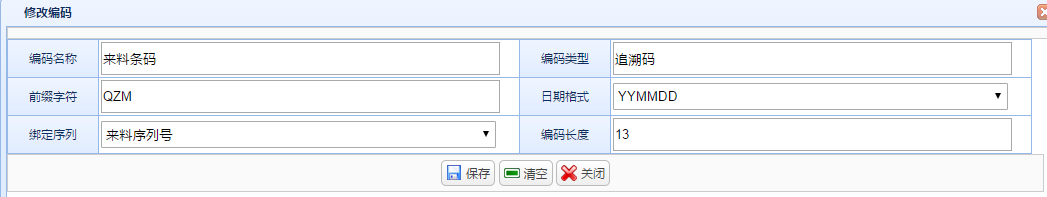 修改编码
编码名称 来料条码 编码类型 追溯码
前缀字符 QZM 日期格式 YYMMDD
绑定序列 来料序列号 编码长度 13
保存 清空 关闭